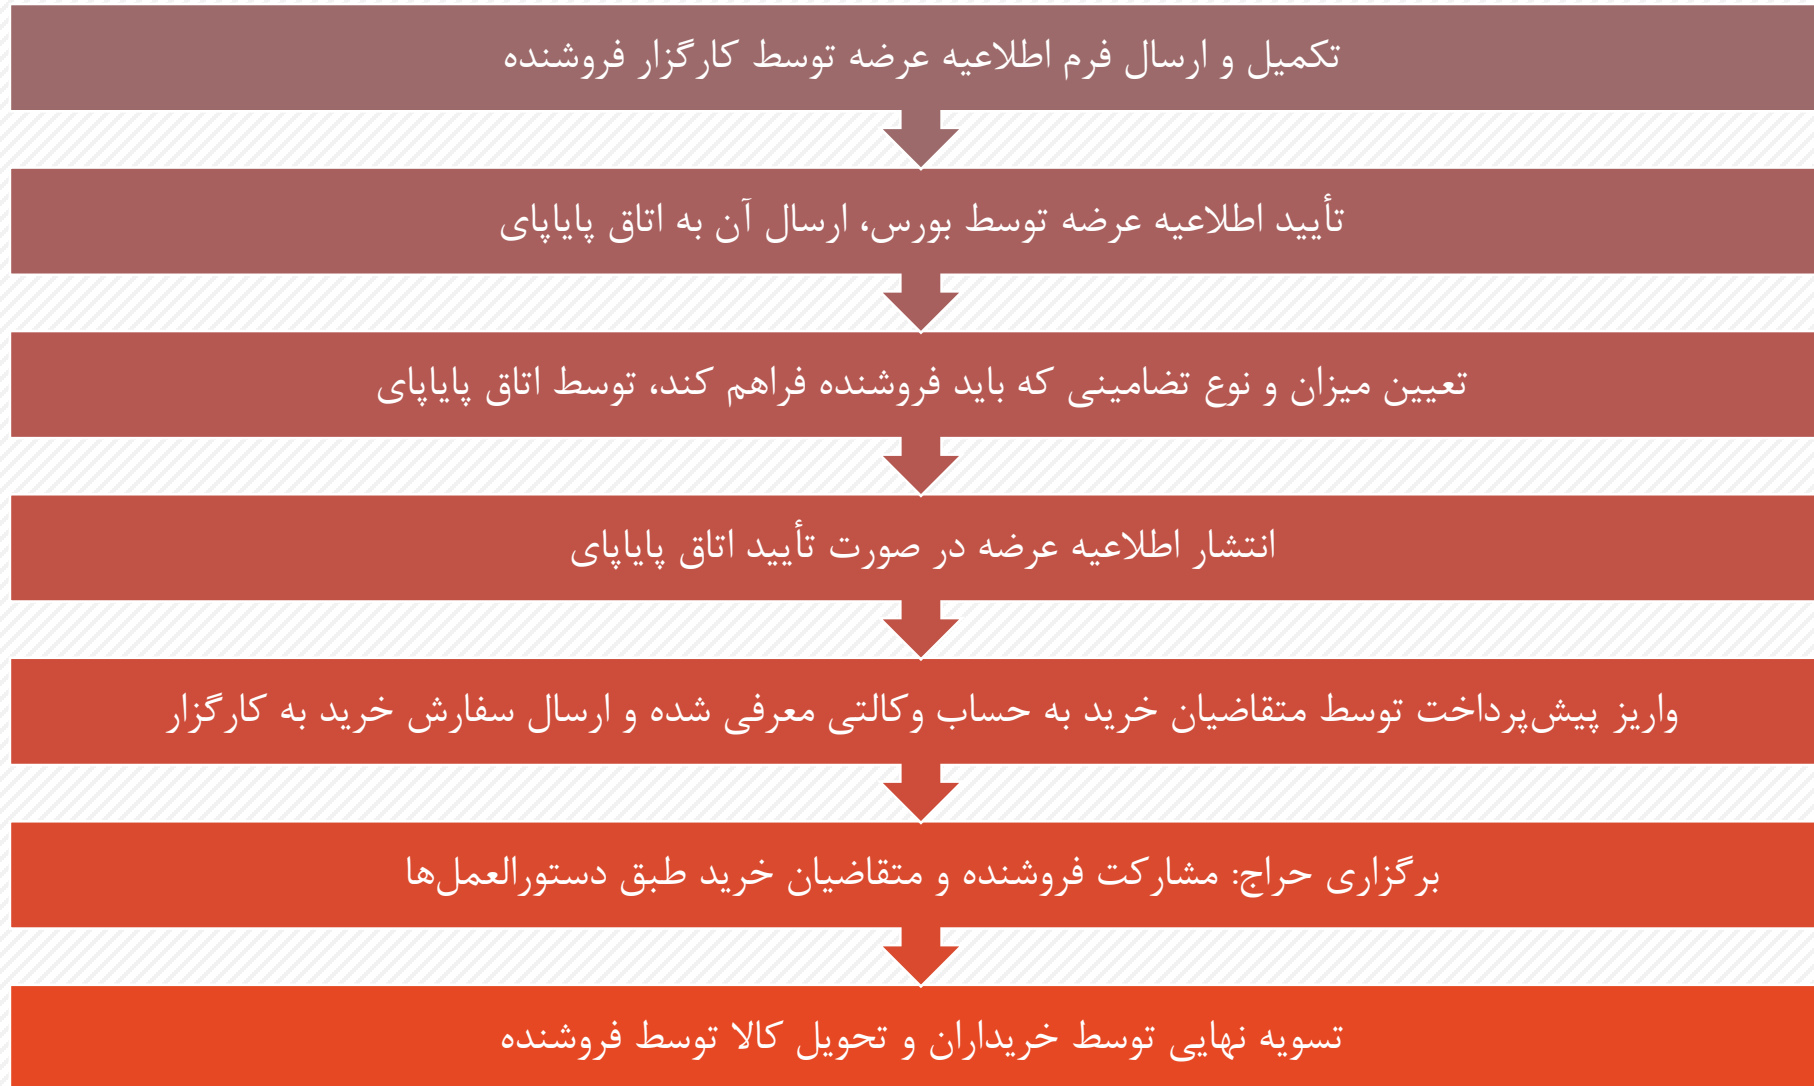 تکمیل و ارسال فرم اطلاعیه عرضه توسط کارگزار فروشنده
تأیید اطلاعیه عرضه توسط بورس، ارسال آن به اتاق پایاپای
تعیین میزان و نوع تضامینی که باید فروشنده فراهم کند، توسط اتاق پایاپای
انتشار اطلاعیه عرضه در صورت تأیید اتاق پایاپای
واریز پیش‌پرداخت توسط متقاضیان خرید به حساب وکالتی معرفی شده و ارسال سفارش خرید به کارگزار
برگزاری حراج: مشارکت فروشنده و متقاضیان خرید طبق دستورالعمل‌ها
تسویه نهایی توسط خریداران و تحویل کالا توسط فروشنده